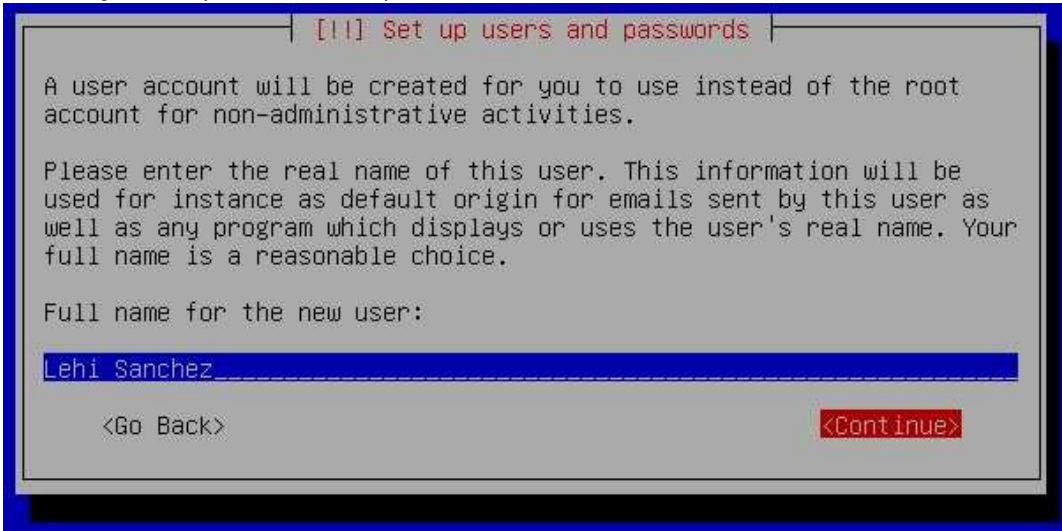 [!!] Set up users and passwords
A user account will be created for you to use instead of the root
account for non-administrative activities.
Please enter the real name of this user. This information will be
used for instance as default origin for emails sent by this user as
well as any program which displays or uses the user's real name. Your
full name is a reasonable choice.
Full name for the new user:
Lehi Sanchez
<Go Back> <Continue>